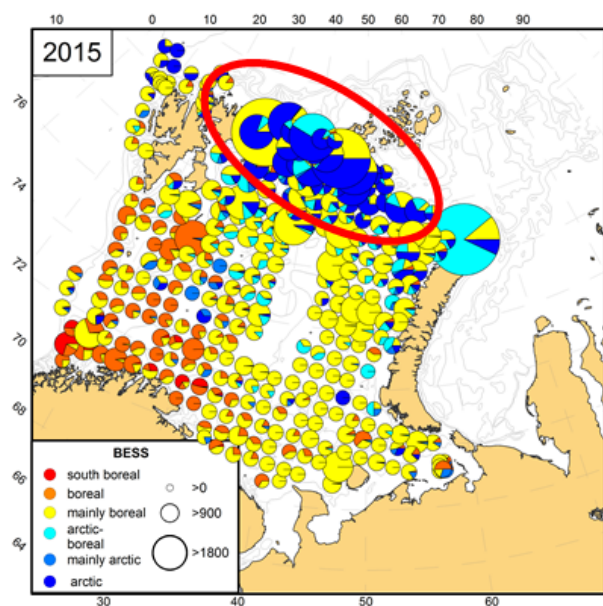 10 0 10 20 30 40 50 60 70 80 90
2015
76
74
72
70
68
66
64
BESS
south boreal
boreal
mainly boreal
arctic-
boreal
mainly arctic
arctic
>0
>900
>1800
30 40 50 60